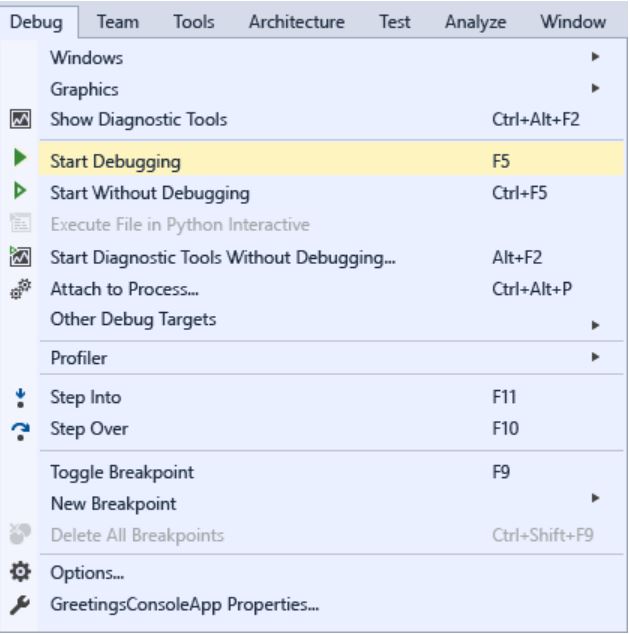 Debug Team Tools Architecture Test Analyze Window
Windows
Graphics
Show Diagnostic Tools Ctrl+Alt+F2
Start Debugging F5
Start Without Debugging Ctrl+F5
Execute File in Python Interactive
Start Diagnostic Tools Without Debugging... Alt+F2
Attach to Process... Ctrl+Alt+P
Other Debug Targets
Profiler
Step Into F11
Step Over F10
Toggle Breakpoint F9
New Breakpoint
Delete All Breakpoints Ctrl+Shift+F9
Options...
GreetingsConsoleApp Properties...